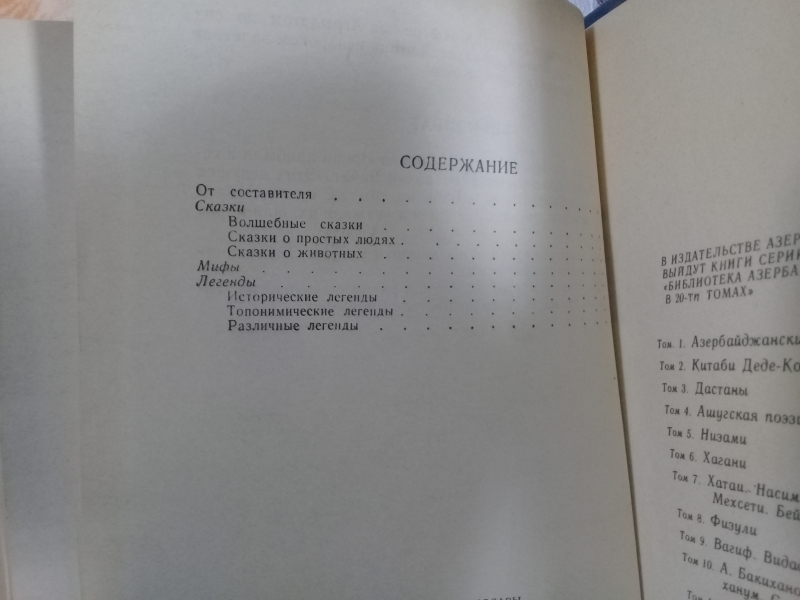 СОДЕРЖАНИЕ
От составителя . . . . . . . . . . . . .
Сказки
Волшебные сказки . . . . . . . . . . .
Сказки о простых людях . . . . . . . . .
Сказки о животных . . . . . . . . . . .
Мифы . . . . . . . . . . . . . . . .
Легенды . . . . . . . . . . . . . . .
Исторические легенды . . . . . . . . . .
Топонимические легенды . . . . . . . . .
Различные легенды . . . . . . . . . . .
В ИЗДАТЕЛЬСТВЕ АЗЕР
ВЫЙДУТ КНИГИ СЕРИ
«БИБЛИОТЕКА АЗЕРБА
В 20-ти ТОМАХ»
Том 1. Азербайджански
Том 2. Китаби Деде-Ко
Том 3. Дастаны
Том 4. Ашугская поэзи
Том 5. Низами
Том 6. Хагани
Том 7. Хатаи. Насим
Мехсети. Бей
Том 8. Физули
Том 9. Вагиф. Вида
Том 10. А. Бакихано
ханум. С